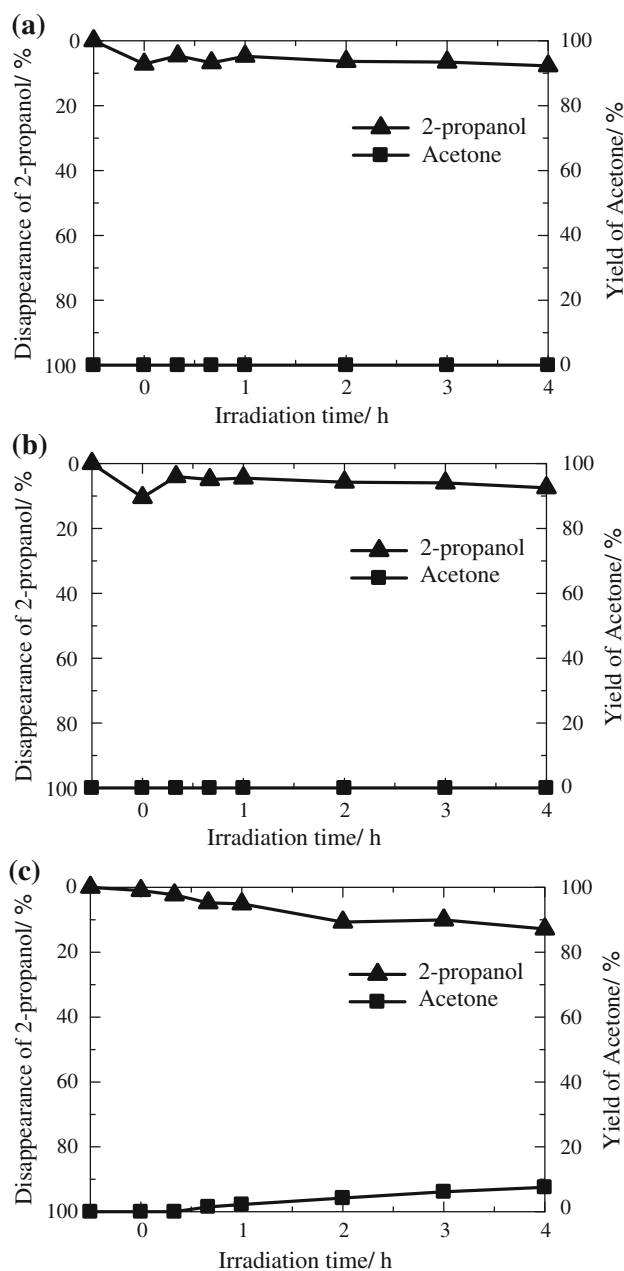 (a)
0 100
20 80
40 60
60 40
80 20
100 0
Disappearance of 2-propanol/ %
Yield of Acetone/ %
2-propanol
Acetone
0 1 2 3 4
Irradiation time/ h
(b)
0 100
20 80
40 60
60 40
80 20
100 0
Disappearance of 2-propanol/ %
Yield of Acetone/ %
2-propanol
Acetone
0 1 2 3 4
Irradiation time/ h
(c)
0 100
20 80
40 60
60 40
80 20
100 0
Disappearance of 2-propanol/ %
Yield of Acetone/ %
2-propanol
Acetone
0 1 2 3 4
Irradiation time/ h